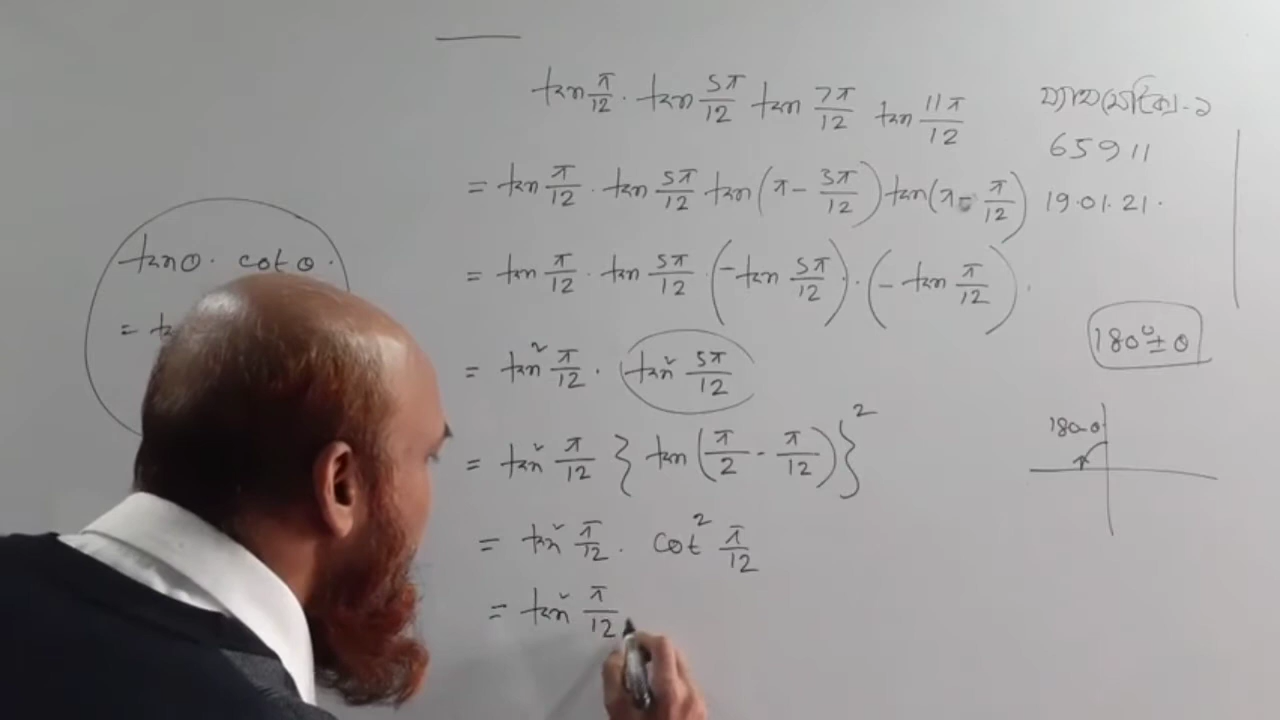 tan π/12 · tan 5π/12 tan 7π/12 tan 11π/12
= tan π/12 · tan 5π/12 tan (π - 3π/12) tan (π - π/12)
= tan π/12 · tan 5π/12 · (- tan 5π/12) · (- tan π/12) ·
= tan² π/12 · tan² 5π/12
= tan² π/12 { tan (π/2 - π/12) }²
= tan² π/12 · cot² π/12
= tan² π/12
ম্যাথমেটিক্স-১
65911
19.01.21.
180° ± θ
180-θ
tanθ · cotθ ·
= t